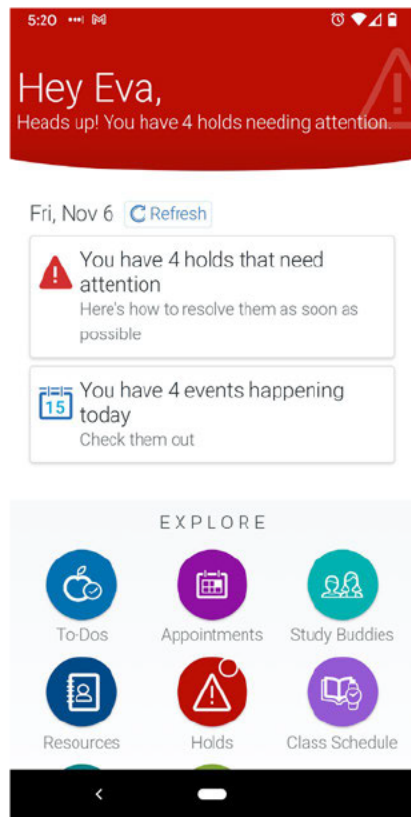 5:20
Hey Eva,
Heads up! You have 4 holds needing attention.
Fri, Nov 6 Refresh
You have 4 holds that need
attention
Here's how to resolve them as soon as
possible
15
You have 4 events happening
today
Check them out
EXPLORE
To-Dos Appointments Study Buddies
Resources Holds Class Schedule